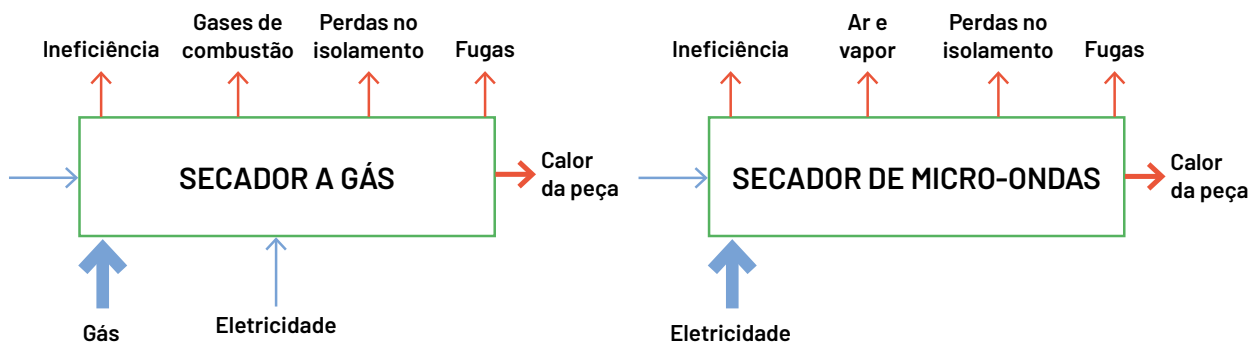 Ineficiência
Gases de
combustão
Perdas no
isolamento
Fugas
SECADOR A GÁS
Calor
da peça
Gás
Eletricidade
Ineficiência
Ar e
vapor
Perdas no
isolamento
Fugas
SECADOR DE MICRO-ONDAS
Calor
da peça
Eletricidade